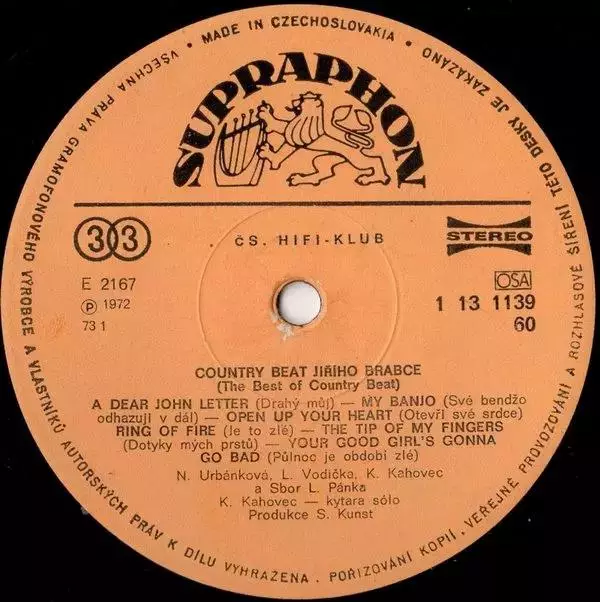 VŠECHNA PRÁVA GRAMOFONOVÉHO VÝROBCE A VLASTNÍKŮ AUTORSKÝCH PRÁV K DÍLU VYHRAŽENA. POŘIZOVÁNÍ KOPIÍ, VEŘEJNÉ PROVOZOVÁNÍ A ROZHLASOVÉ ŠÍŘENÍ TÉTO DESKY JE ZAKÁZÁNO
• MADE IN CZECHOSLOVAKIA •
SUPRAPHON
33
ČS. HIFI-KLUB
STEREO
E 2167
OSA
℗ 1972
1 13 1139
73 1
60
COUNTRY BEAT JIŘÍHO BRABCE
(The Best of Country Beat)
A DEAR JOHN LETTER (Drahý můj) — MY BANJO (Své bendžo
odhazuji v dál) — OPEN UP YOUR HEART (Otevři své srdce)
RING OF FIRE (Je to zlé) — THE TIP OF MY FINGERS
(Dotyky mých prstů) — YOUR GOOD GIRL'S GONNA
GO BAD (Půlnoc je období zlé)
N. Urbánková, L. Vodička, K. Kahovec
a Sbor L. Pánka
K. Kahovec — kytara sólo
Produkce S. Kunst